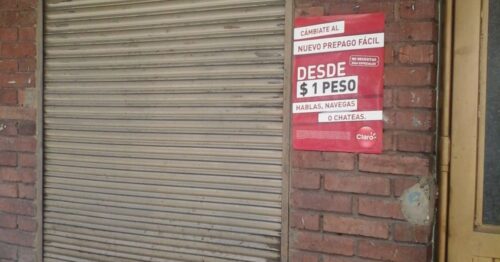 CÁMBIATE AL
NUEVO PREPAGO FÁCIL
DESDE
$ 1 PESO
HABLAS, NAVEGAS
O CHATEAS.
Claro